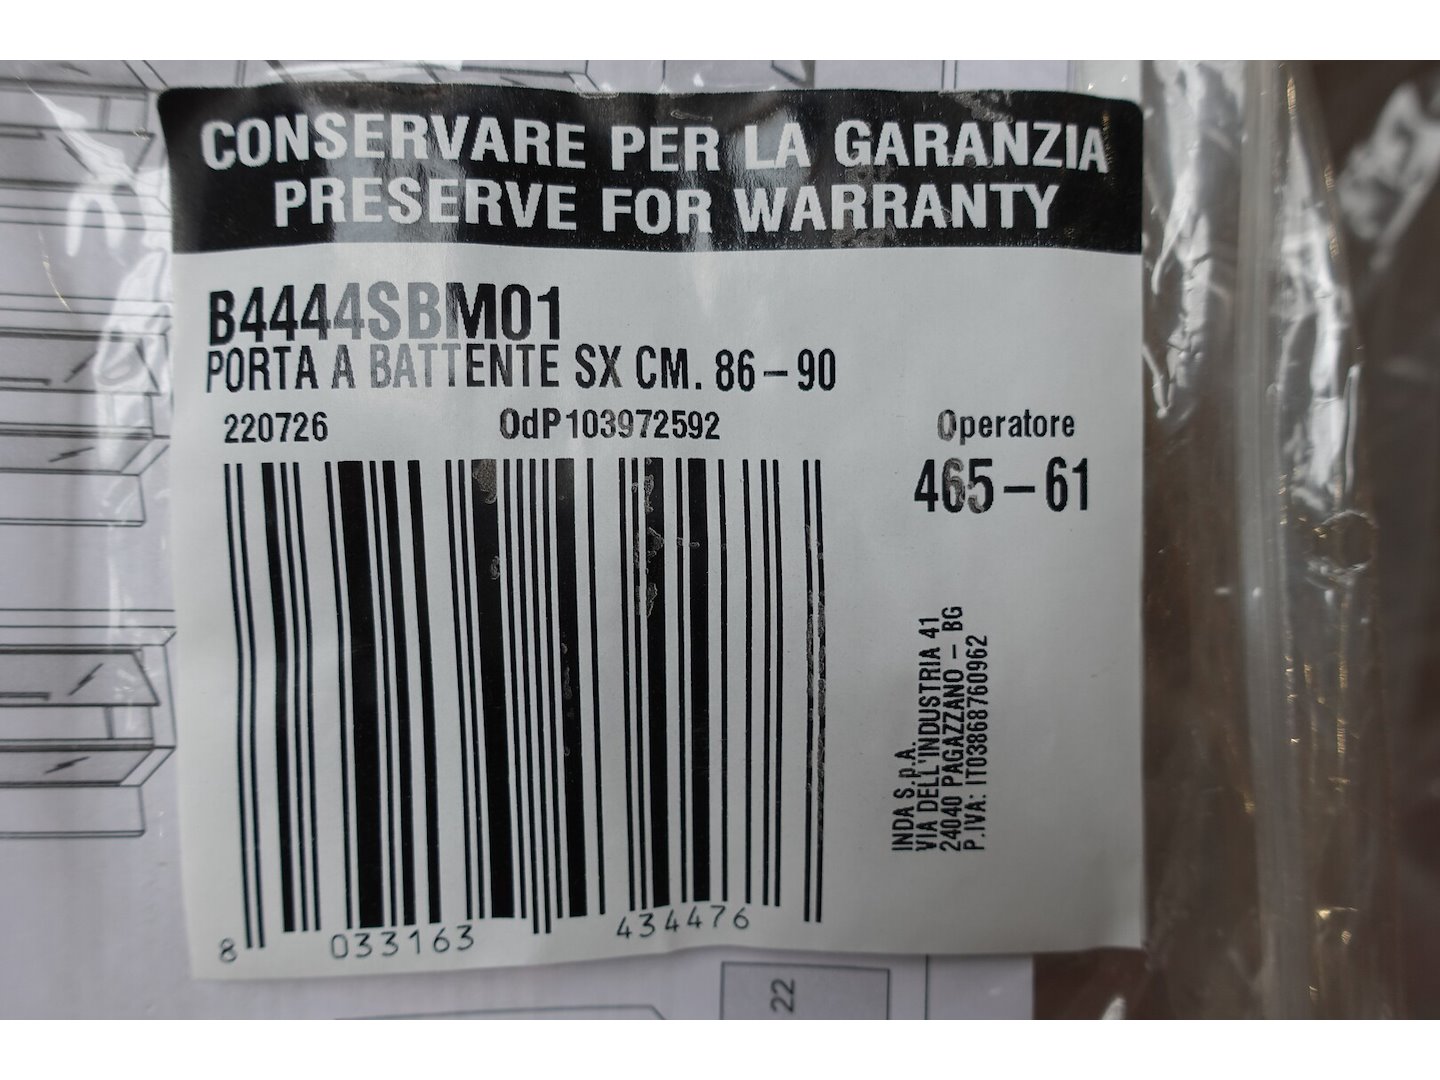 CONSERVARE PER LA GARANZIA
PRESERVE FOR WARRANTY
B4444SBM01
PORTA A BATTENTE SX CM. 86-90
220726 OdP103972592 Operatore
465-61
INDA S.p.A.
VIA DELL'INDUSTRIA 41
24040 PAGAZZANO - BG
P.IVA: IT03868760962
8 033163 434476
22